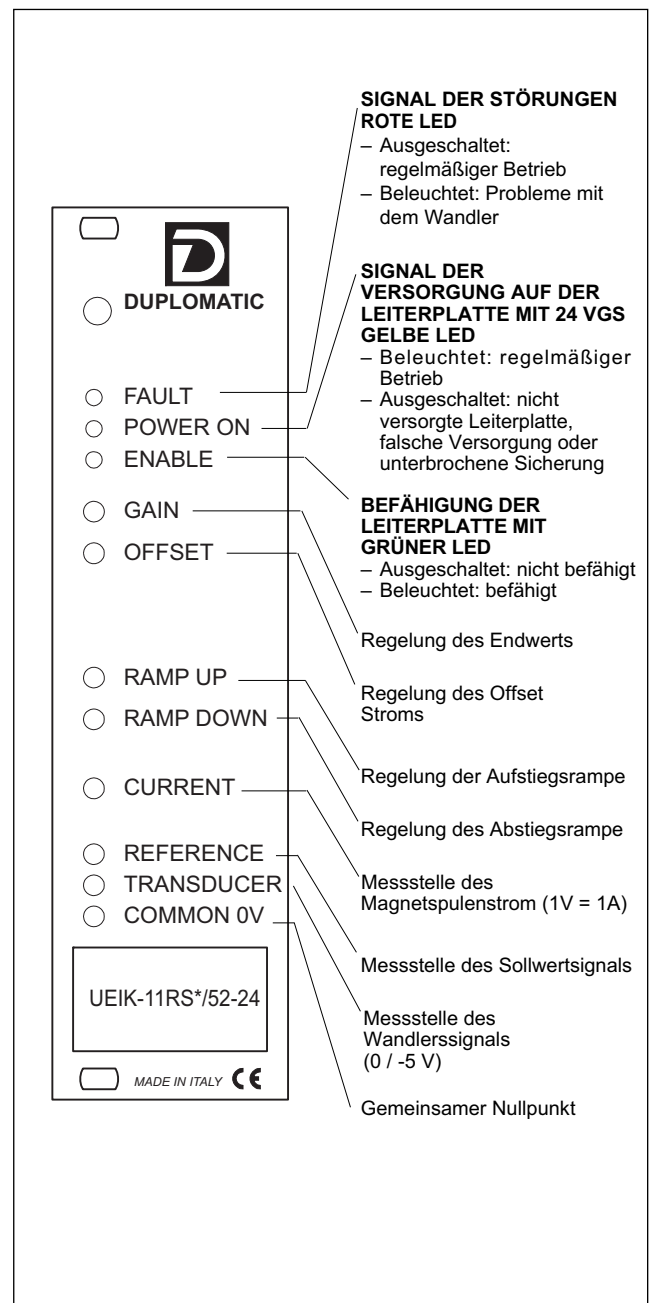 SIGNAL DER STÖRUNGEN
ROTE LED
– Ausgeschaltet:
regelmäßiger Betrieb
– Beleuchtet: Probleme mit
dem Wandler
SIGNAL DER
VERSORGUNG AUF DER
LEITERPLATTE MIT 24 VGS
GELBE LED
– Beleuchtet: regelmäßiger
Betrieb
– Ausgeschaltet: nicht
versorgte Leiterplatte,
falsche Versorgung oder
unterbrochene Sicherung
BEFÄHIGUNG DER
LEITERPLATTE MIT
GRÜNER LED
– Ausgeschaltet: nicht befähigt
– Beleuchtet: befähigt
Regelung des Endwerts
Regelung des Offset
Stroms
Regelung der Aufstiegsrampe
Regelung des Abstiegsrampe
Messstelle des
Magnetspulenstrom (1V = 1A)
Messstelle des Sollwertsignals
Messstelle des
Wandlerssignals
(0 / -5 V)
Gemeinsamer Nullpunkt
D
DUPLOMATIC
FAULT
POWER ON
ENABLE
GAIN
OFFSET
RAMP UP
RAMP DOWN
CURRENT
REFERENCE
TRANSDUCER
COMMON 0V
UEIK-11RS*/52-24
MADE IN ITALY CE